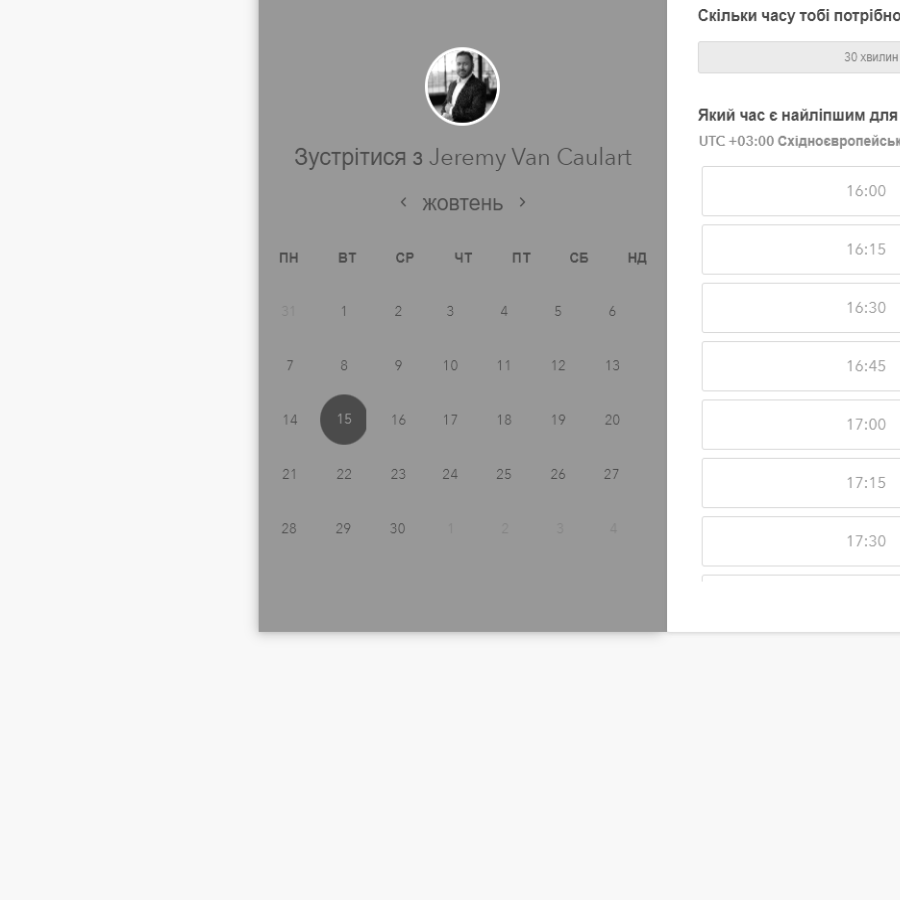 Зустрітися з Jeremy Van Caulart
жовтень
ПН ВТ СР ЧТ ПТ СБ НД
31 1 2 3 4 5 6
7 8 9 10 11 12 13
14 15 16 17 18 19 20
21 22 23 24 25 26 27
28 29 30 1 2 3 4
Скільки часу тобі потрібно
30 хвилин
Який час є найліпшим для
UTC +03:00 Східноєвропейськ
16:00
16:15
16:30
16:45
17:00
17:15
17:30